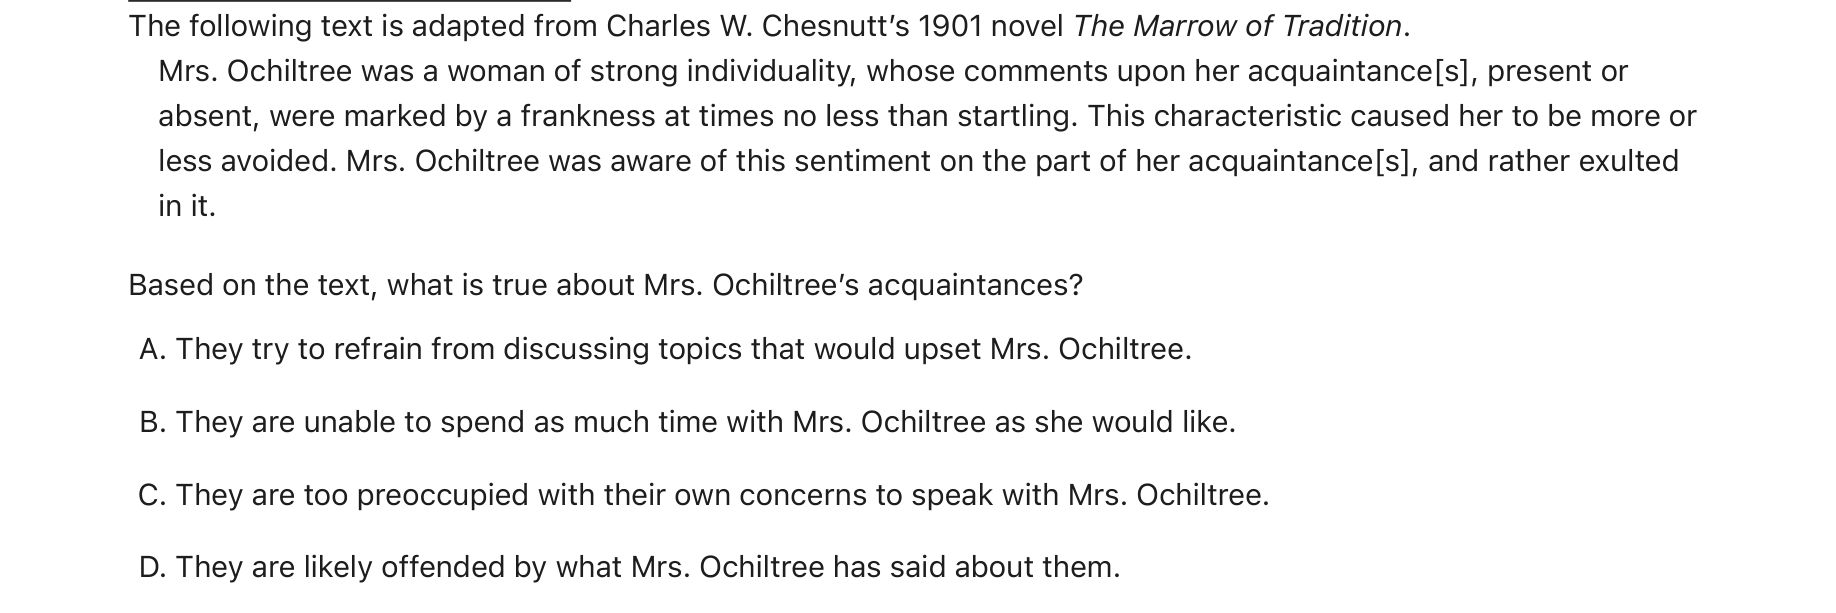 The following text is adapted from Charles W. Chesnutt’s 1901 novel The Marrow of Tradition.
Mrs. Ochiltree was a woman of strong individuality, whose comments upon her acquaintance[s], present or
absent, were marked by a frankness at times no less than startling. This characteristic caused her to be more or
less avoided. Mrs. Ochiltree was aware of this sentiment on the part of her acquaintance[s], and rather exulted
in it.
Based on the text, what is true about Mrs. Ochiltree’s acquaintances?
A. They try to refrain from discussing topics that would upset Mrs. Ochiltree.
B. They are unable to spend as much time with Mrs. Ochiltree as she would like.
C. They are too preoccupied with their own concerns to speak with Mrs. Ochiltree.
D. They are likely offended by what Mrs. Ochiltree has said about them.